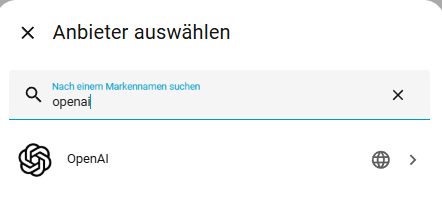 Anbieter auswählen
Nach einem Markennamen suchen
openai
OpenAI